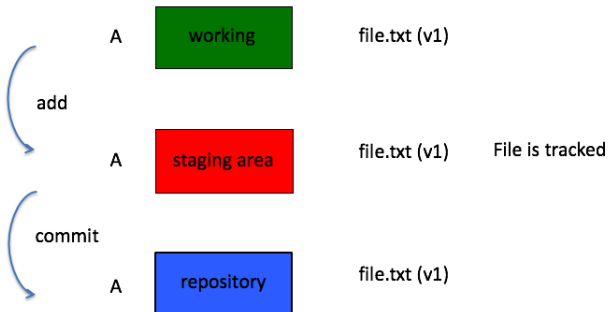 A working file.txt (v1)
add
A staging area file.txt (v1) File is tracked
commit
A repository file.txt (v1)